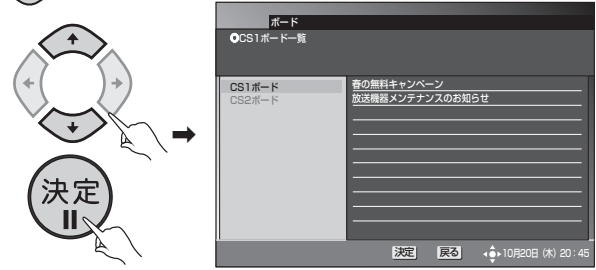 決定
ボード
CS1ボード一覧
CS1ボード
CS2ボード
春の無料キャンペーン
放送機器メンテナンスのお知らせ
決定 戻る 10月20日 (木) 20:45